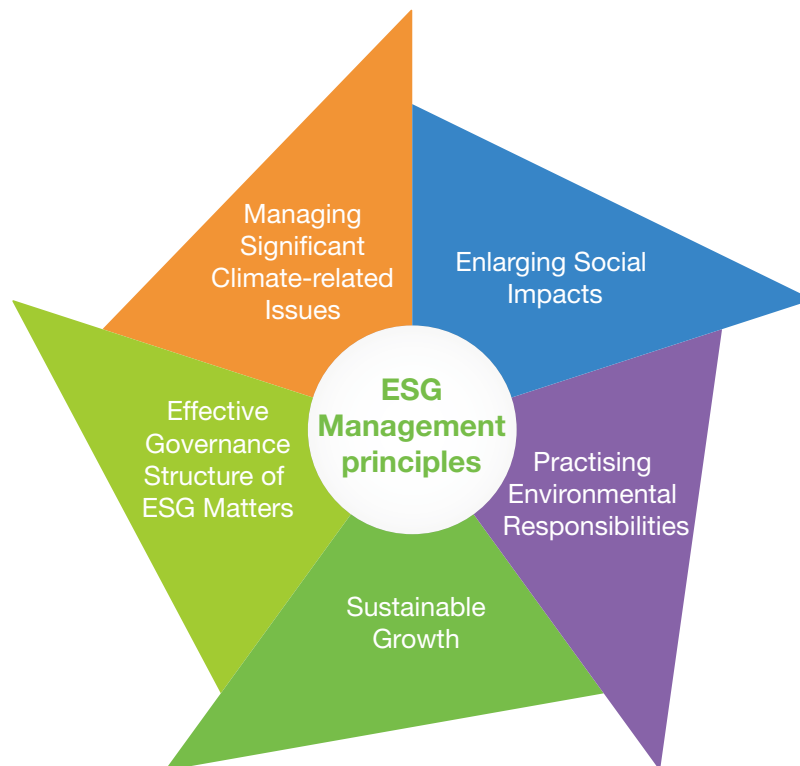 Managing
Significant
Climate-related
Issues
Enlarging Social
Impacts
ESG
Management
principles
Effective
Governance
Structure of
ESG Matters
Practising
Environmental
Responsibilities
Sustainable
Growth